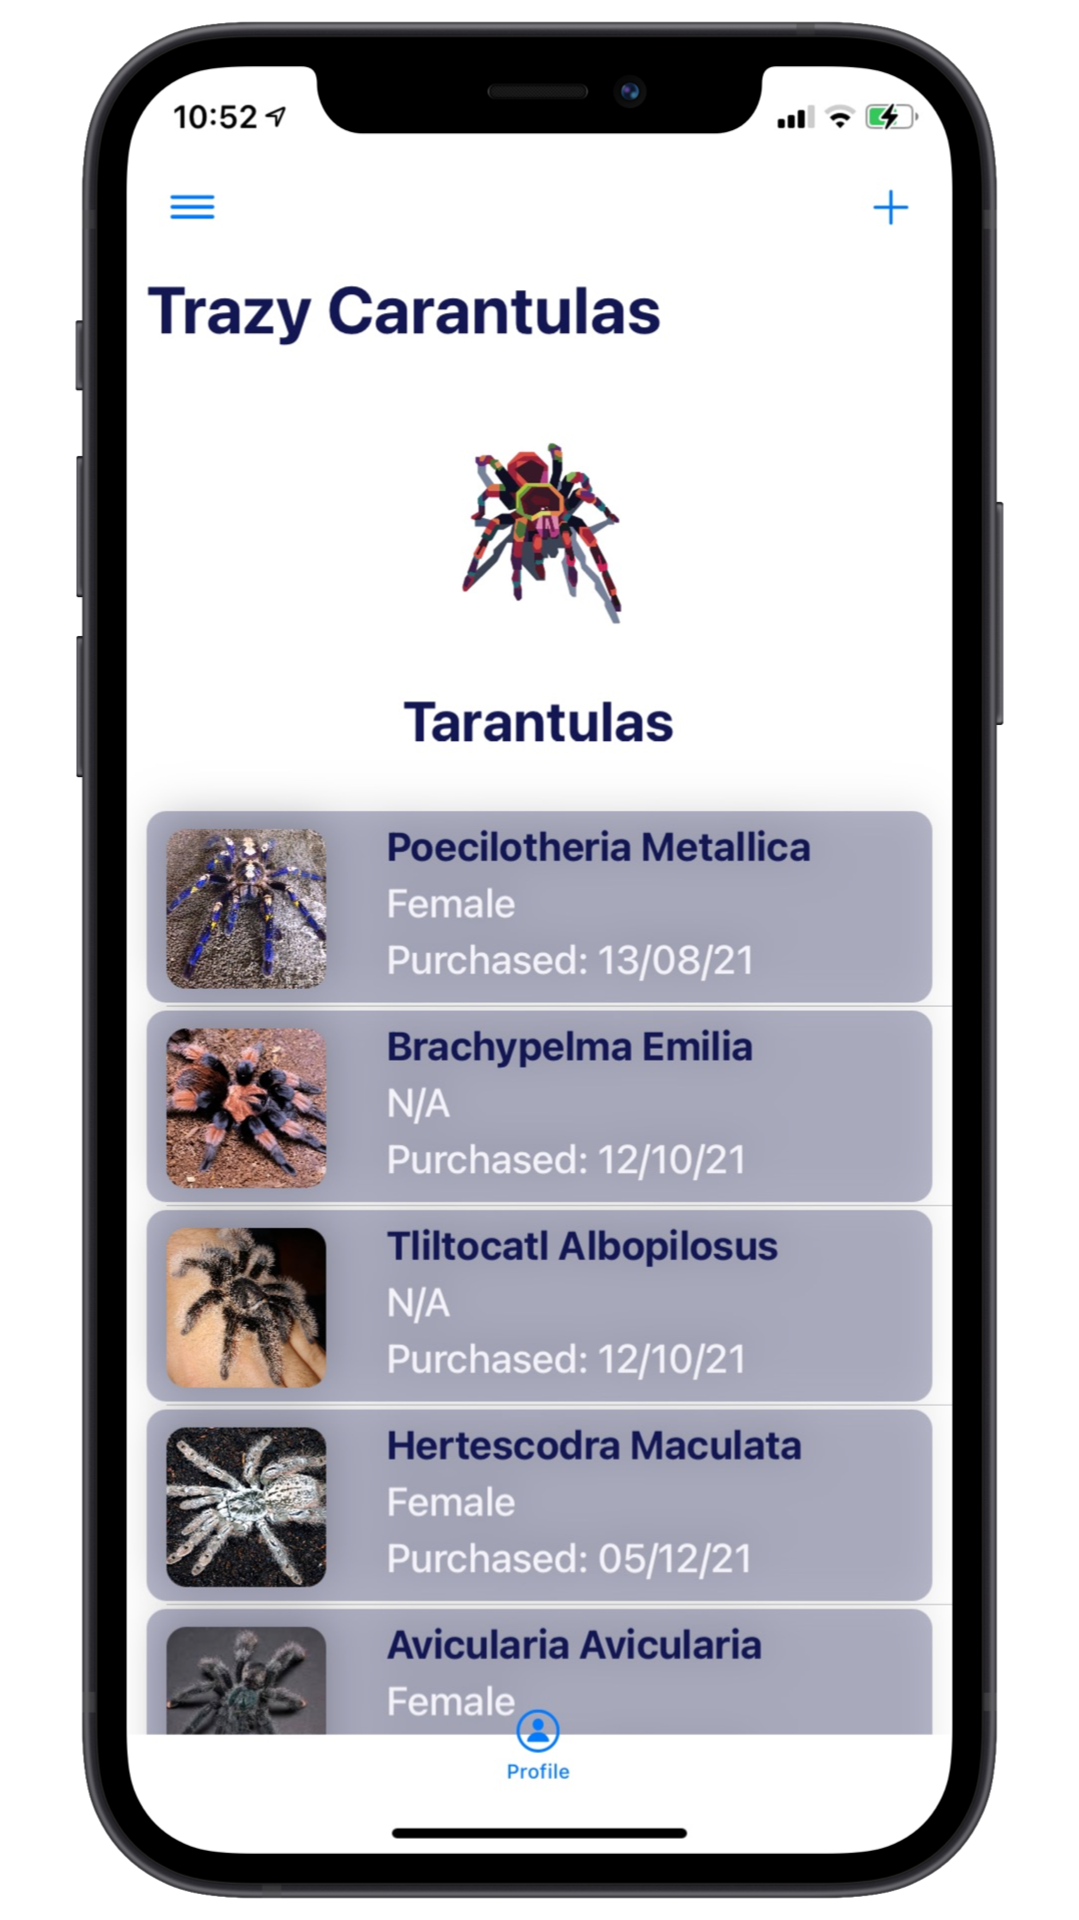 10:52
Trazy Carantulas
Tarantulas
Poecilotheria Metallica
Female
Purchased: 13/08/21
Brachypelma Emilia
N/A
Purchased: 12/10/21
Tliltocatl Albopilosus
N/A
Purchased: 12/10/21
Hertescodra Maculata
Female
Purchased: 05/12/21
Avicularia Avicularia
Female
Profile